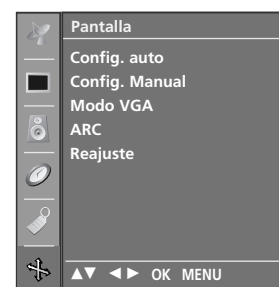 Pantalla
Config. auto
Config. Manual
Modo VGA
ARC
Reajuste
▲▼ ◄► OK MENU